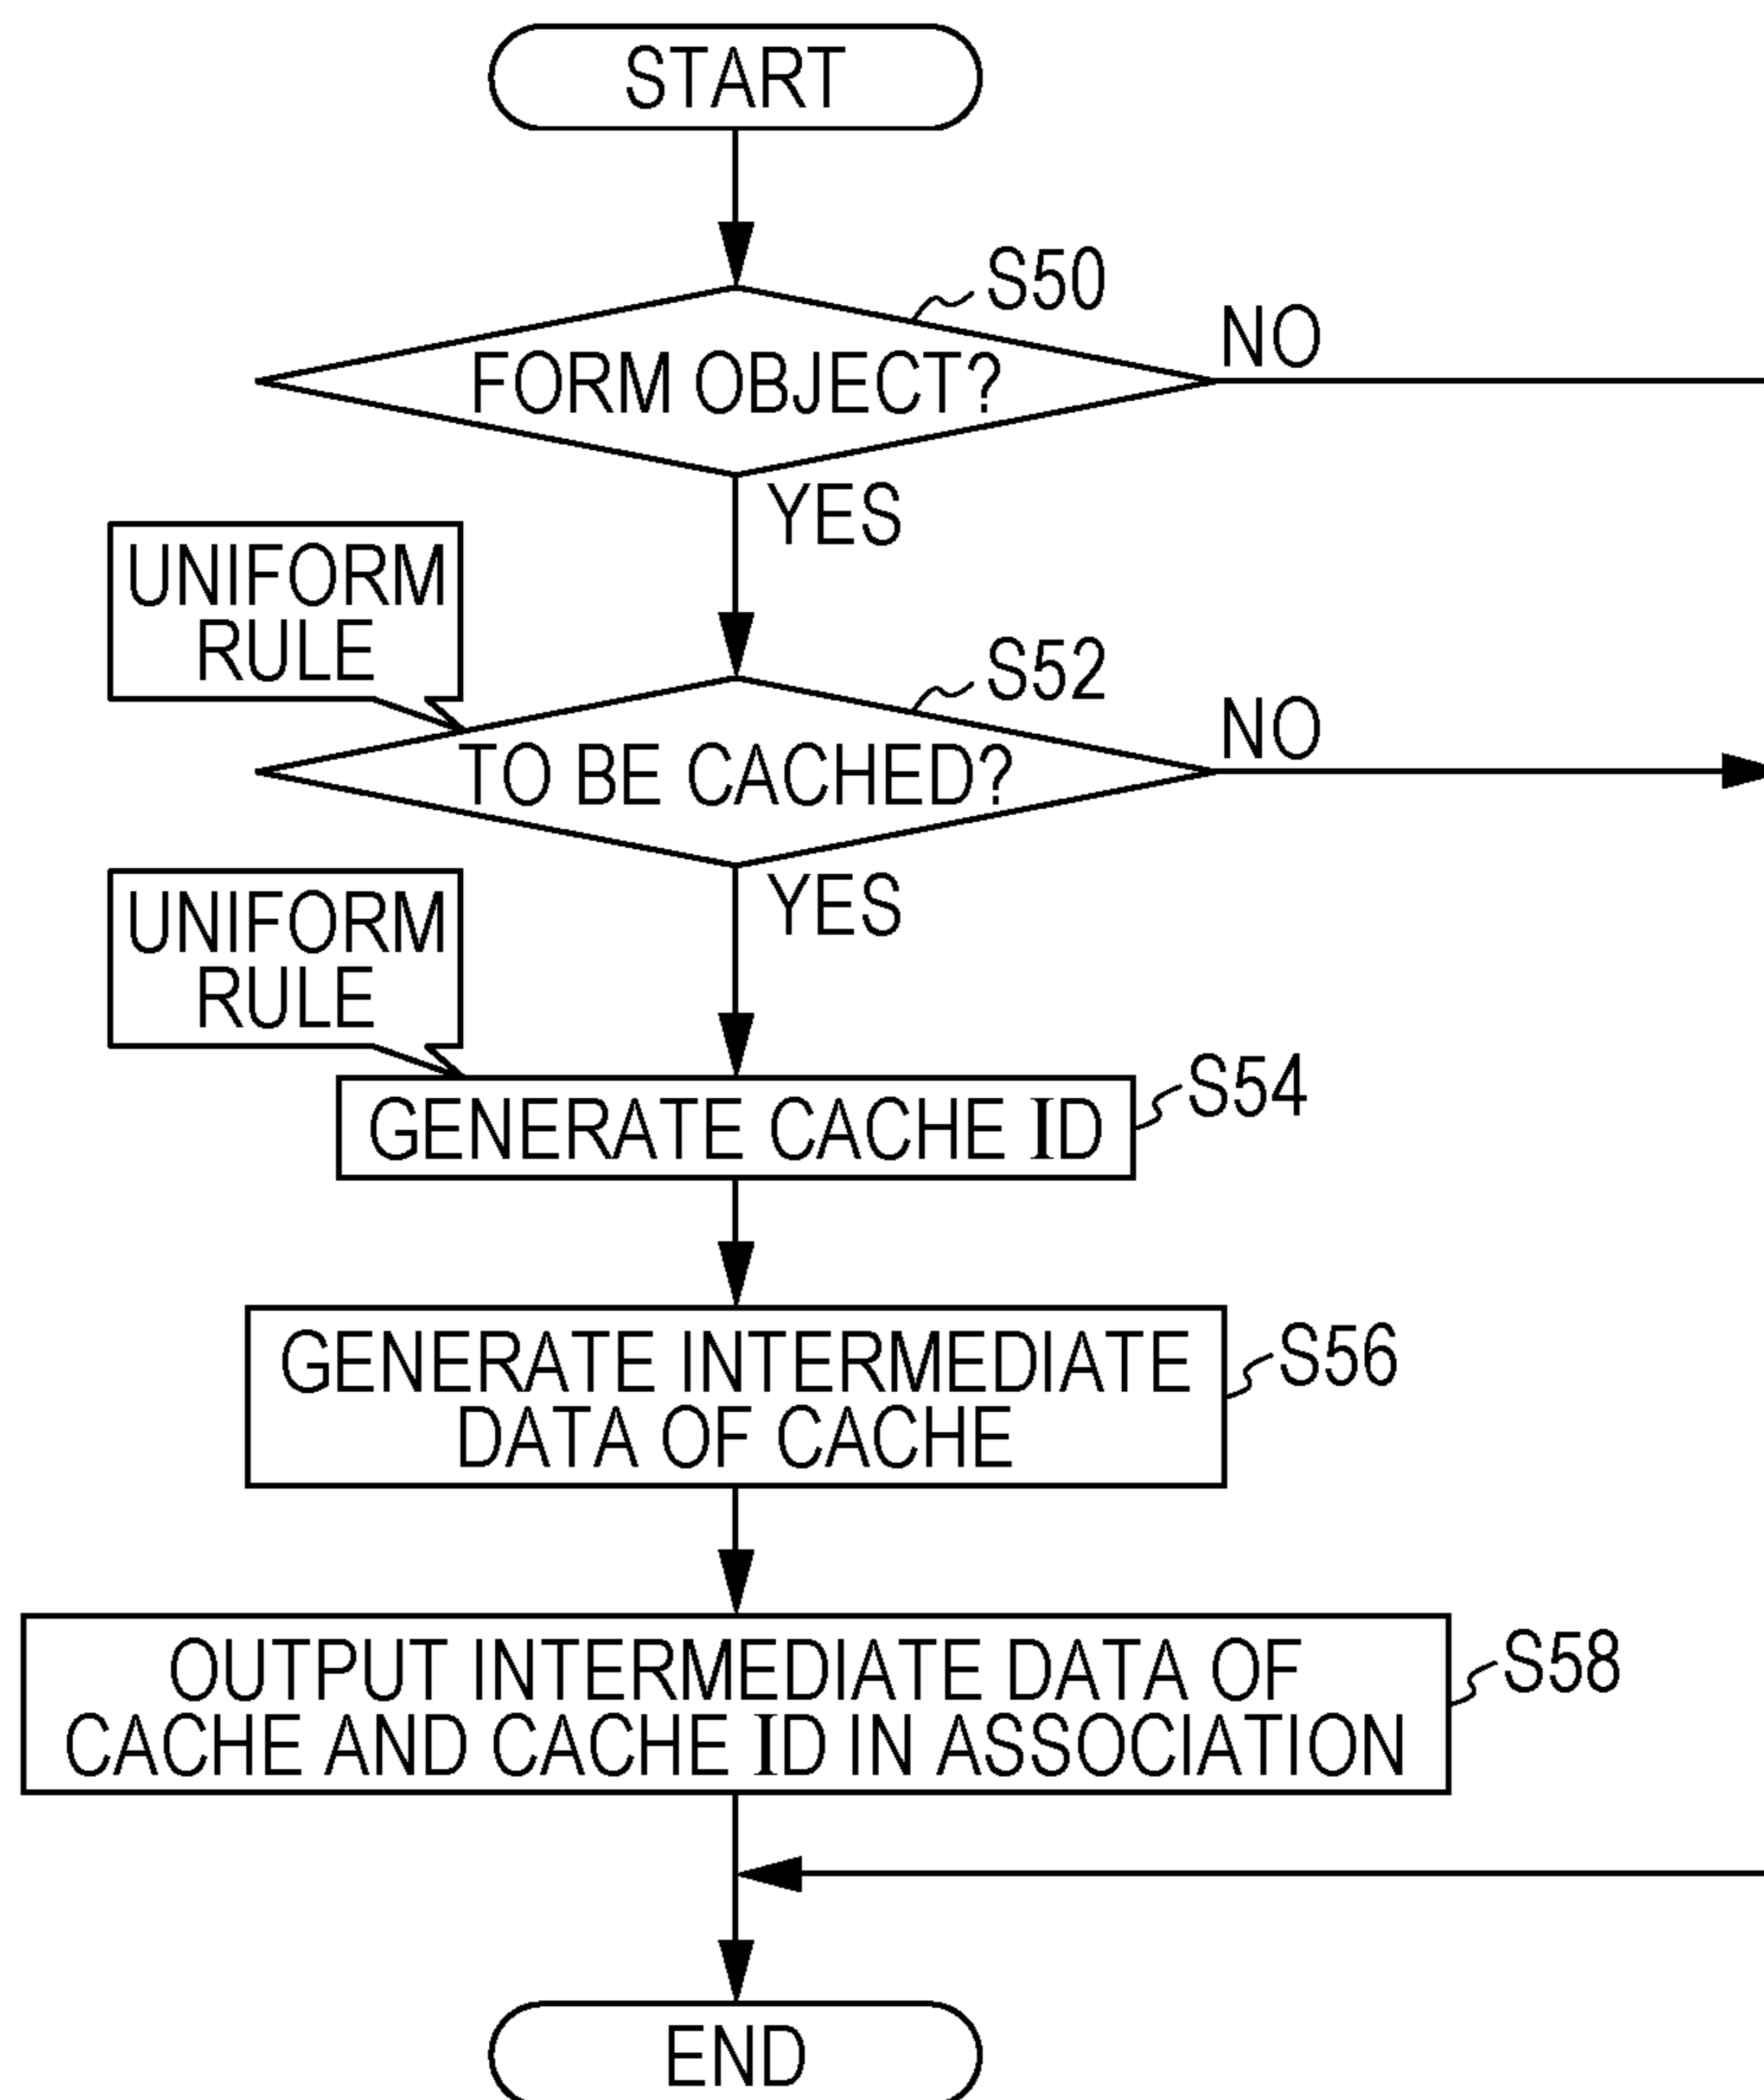 START
S50
NO
FORM OBJECT?
YES
UNIFORM
RULE
S52
NO
TO BE CACHED?
YES
UNIFORM
RULE
S54
GENERATE CACHE ID
S56
GENERATE INTERMEDIATE
DATA OF CACHE
S58
OUTPUT INTERMEDIATE DATA OF
CACHE AND CACHE ID IN ASSOCIATION
END